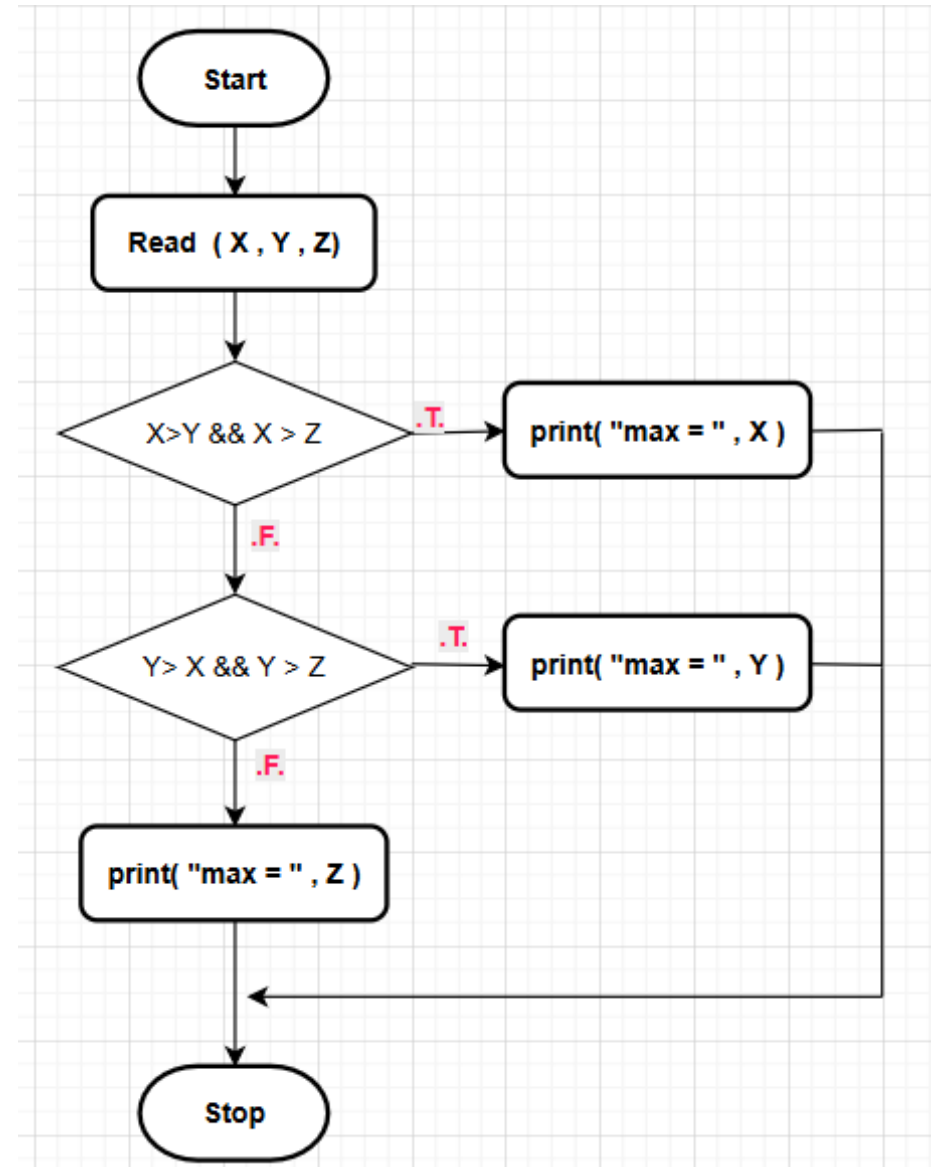 Start
Read ( X , Y , Z)
X>Y && X > Z
.T.
print( "max = " , X )
.F.
Y> X && Y > Z
.T.
print( "max = " , Y )
.F.
print( "max = " , Z )
Stop